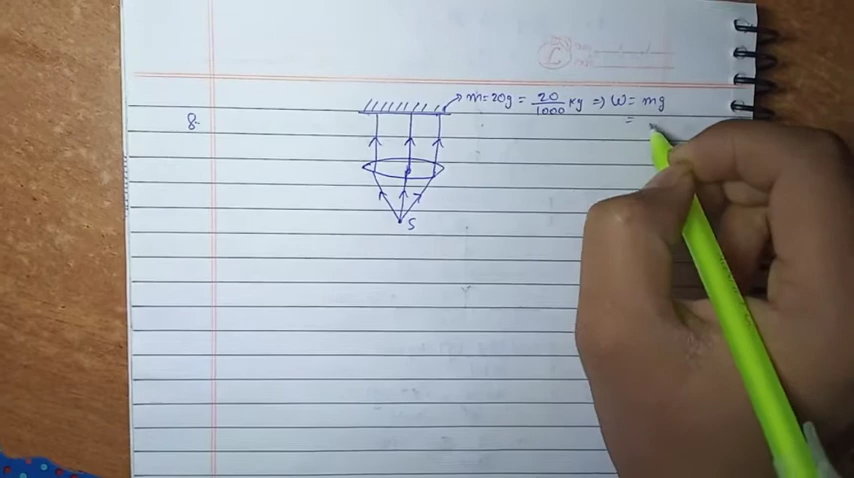 m = 20g = 20/1000 kg => W = mg
8.
=
S